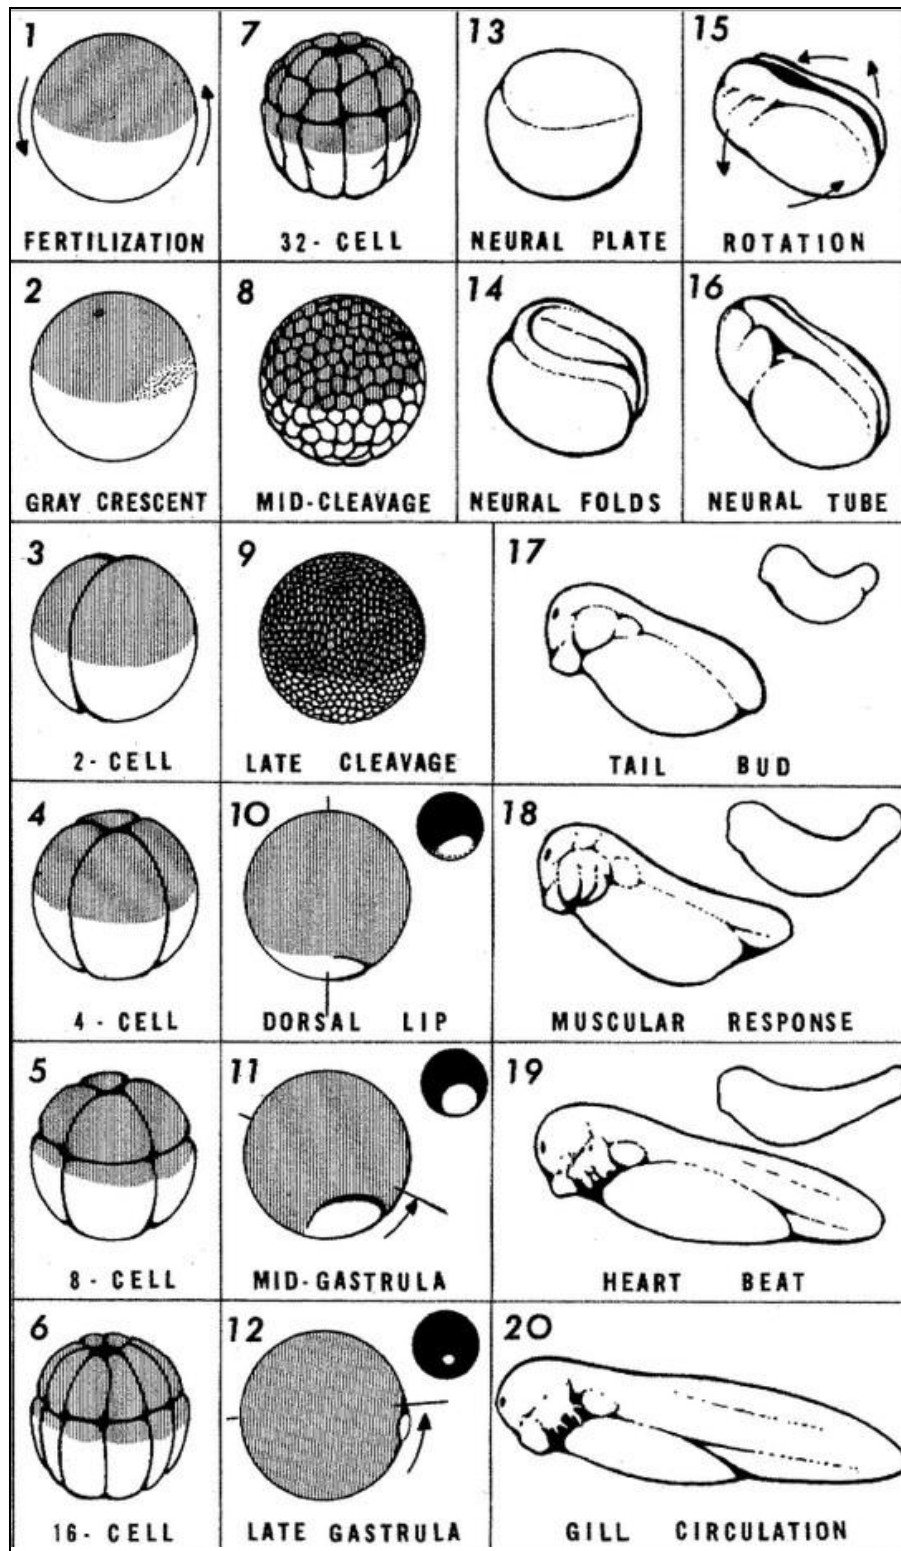 1
FERTILIZATION
2
GRAY CRESCENT
3
2- CELL
4
4 - CELL
5
8 - CELL
6
16- CELL
7
32- CELL
8
MID-CLEAVAGE
9
LATE CLEAVAGE
10
DORSAL LIP
11
MID-GASTRULA
12
LATE GASTRULA
13
NEURAL PLATE
14
NEURAL FOLDS
15
ROTATION
16
NEURAL TUBE
17
TAIL BUD
18
MUSCULAR RESPONSE
19
HEART BEAT
20
GILL CIRCULATION